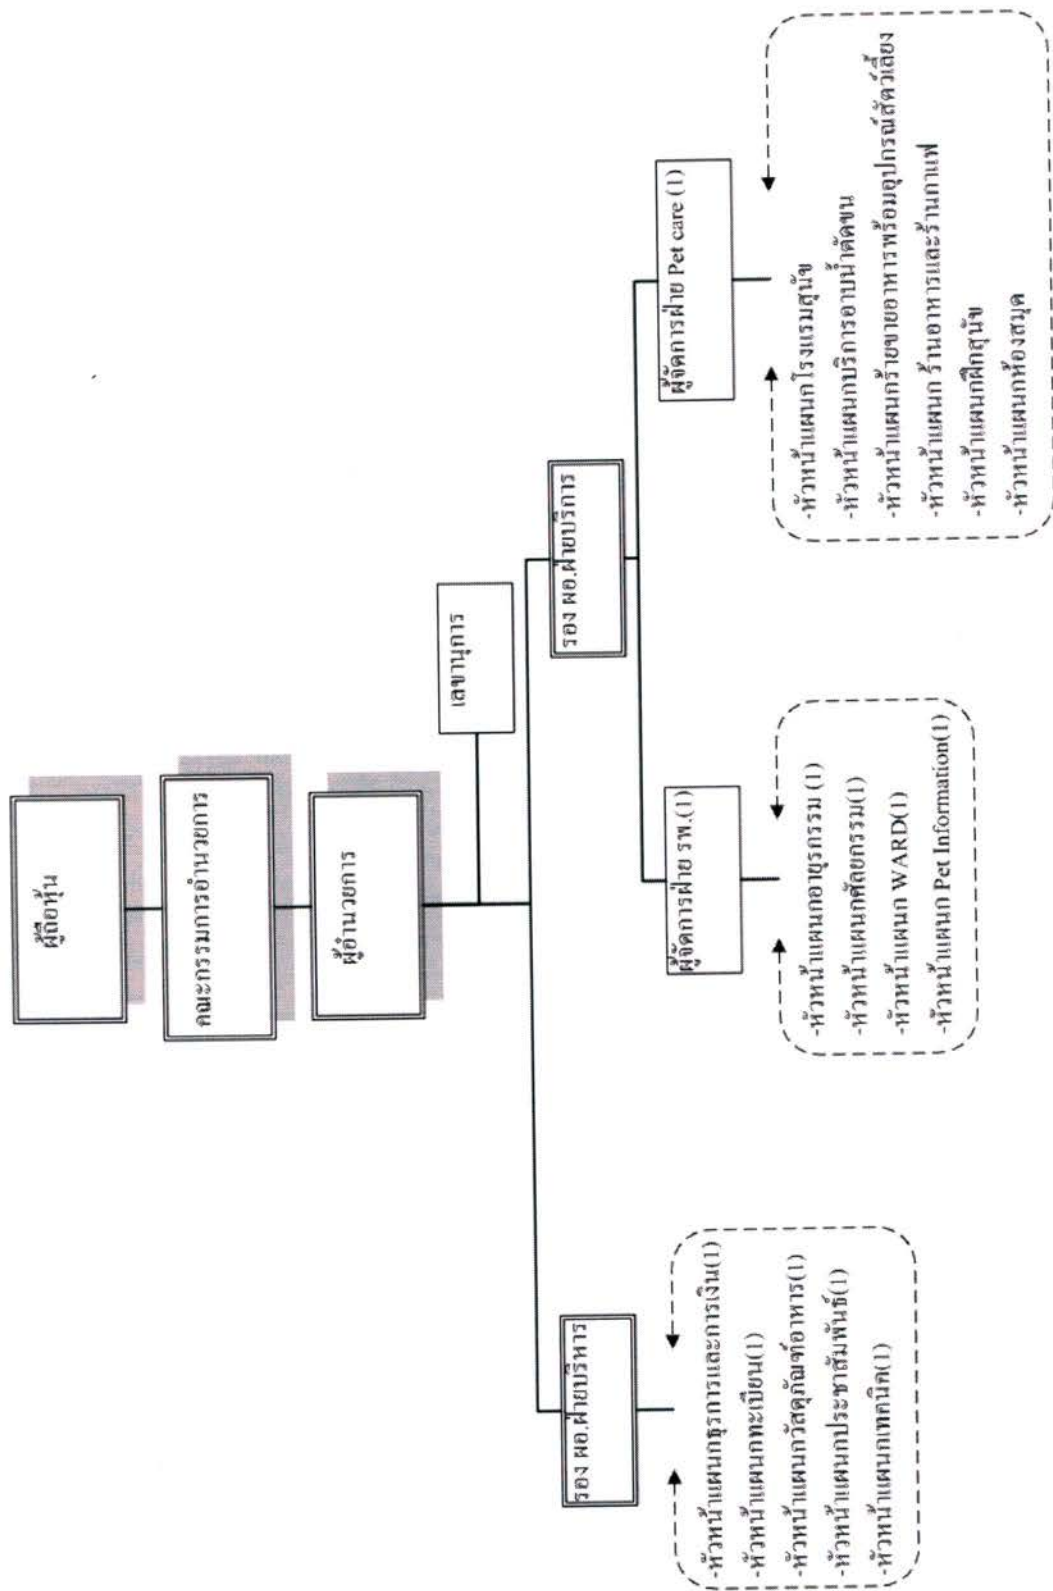 ผู้ถือหุ้น
คณะกรรมการอำนวยการ
ผู้อำนวยการ
เลขานุการ
รอง ผอ.ฝ่ายบริหาร
รอง ผอ.ฝ่ายบริการ
-หัวหน้าแผนกธุรการและการเงิน(1)
-หัวหน้าแผนกทะเบียน(1)
-หัวหน้าแผนกวัสดุภัณฑ์อาหาร(1)
-หัวหน้าแผนกประชาสัมพันธ์(1)
-หัวหน้าแผนกเทคนิค(1)
ผู้จัดการฝ่าย รพ.(1)
-หัวหน้าแผนกอายุรกรรม (1)
-หัวหน้าแผนกศัลยกรรม(1)
-หัวหน้าแผนก WARD(1)
-หัวหน้าแผนก Pet Information(1)
ผู้จัดการฝ่าย Pet care (1)
-หัวหน้าแผนกโรงแรมสุนัข
-หัวหน้าแผนกบริการอาบน้ำตัดขน
-หัวหน้าแผนกร้านขายอาหารพร้อมอุปกรณ์สัตว์เลี้ยง
-หัวหน้าแผนก ร้านอาหารและร้านกาแฟ
-หัวหน้าแผนกฝึกสุนัข
-หัวหน้าแผนกห้องสมุด